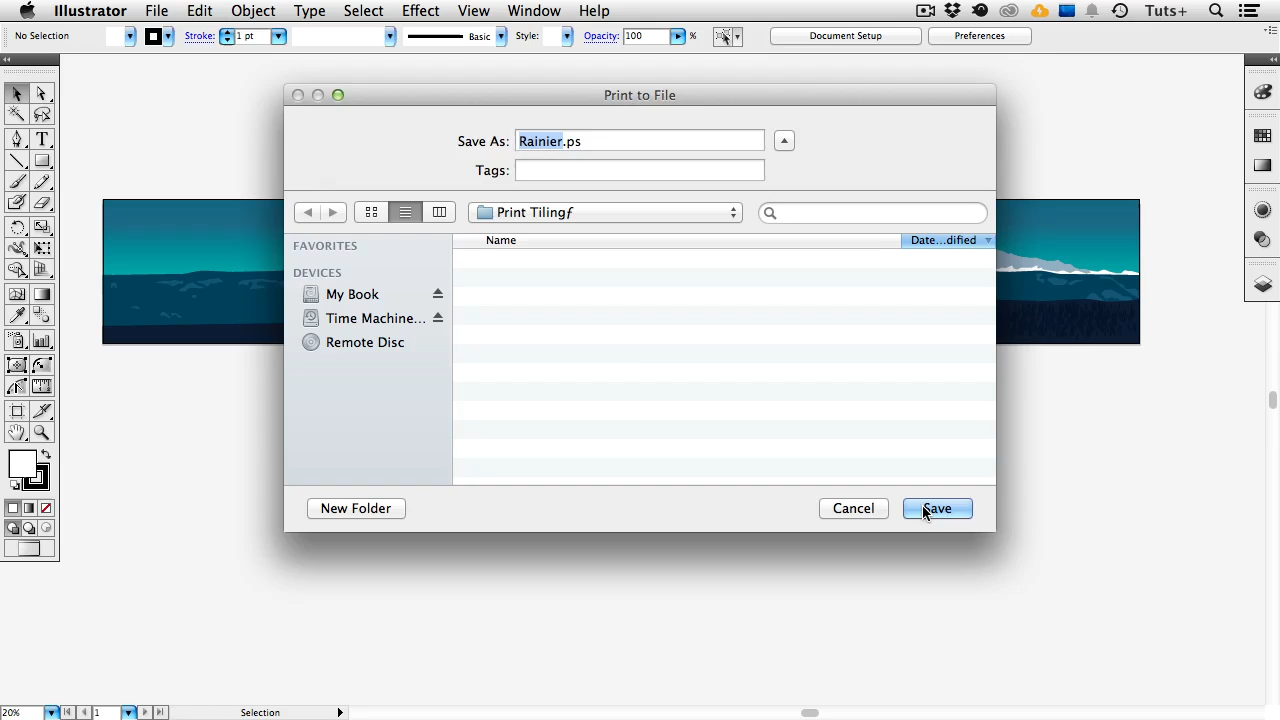 Illustrator File Edit Object Type Select Effect View Window Help Tuts+
No Selection Stroke: 1 pt Basic Style: Opacity: 100 % Document Setup Preferences
Print to File
Save As: Rainier.ps
Tags:
Print Tilingƒ
FAVORITES
Name Date...dified
DEVICES
My Book
Time Machine...
Remote Disc
New Folder Cancel Save
20% 1 Selection